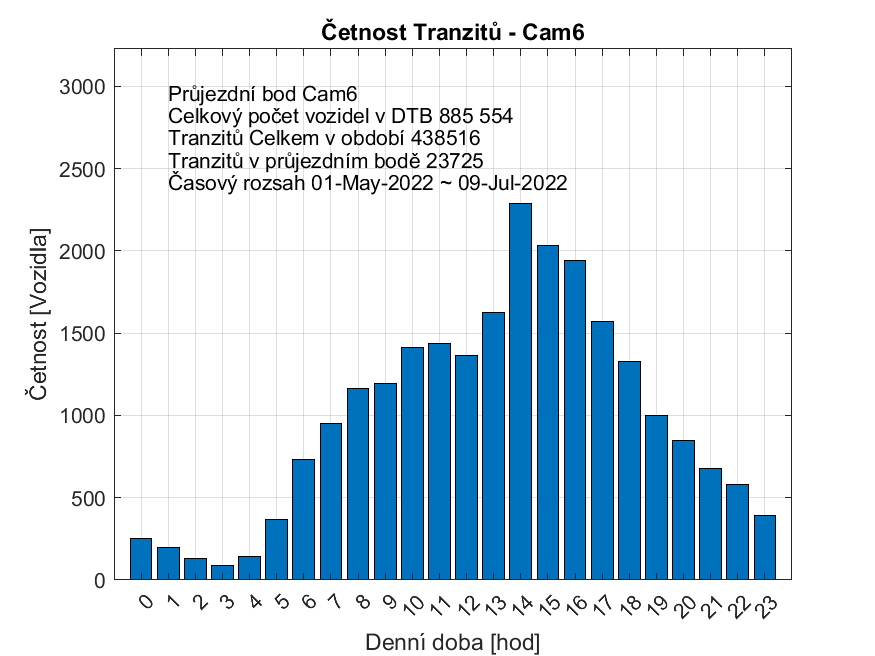 Četnost Tranzitů - Cam6
3000
2500
2000
1500
1000
500
0
Četnost [Vozidla]
Průjezdní bod Cam6
Celkový počet vozidel v DTB 885 554
Tranzitů Celkem v období 438516
Tranzitů v průjezdním bodě 23725
Časový rozsah 01-May-2022 ~ 09-Jul-2022
0 1 2 3 4 5 6 7 8 9 10 11 12 13 14 15 16 17 18 19 20 21 22 23
Denní doba [hod]